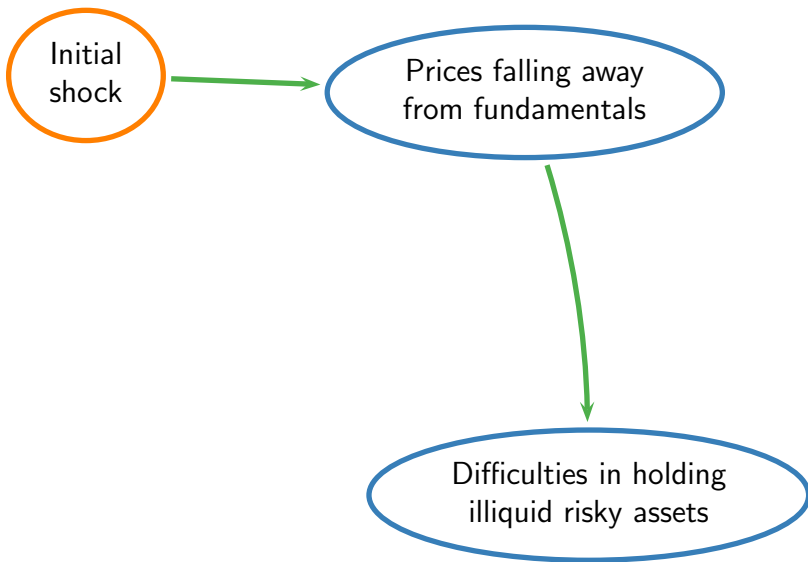 Initial
shock
Prices falling away
from fundamentals
Difficulties in holding
illiquid risky assets